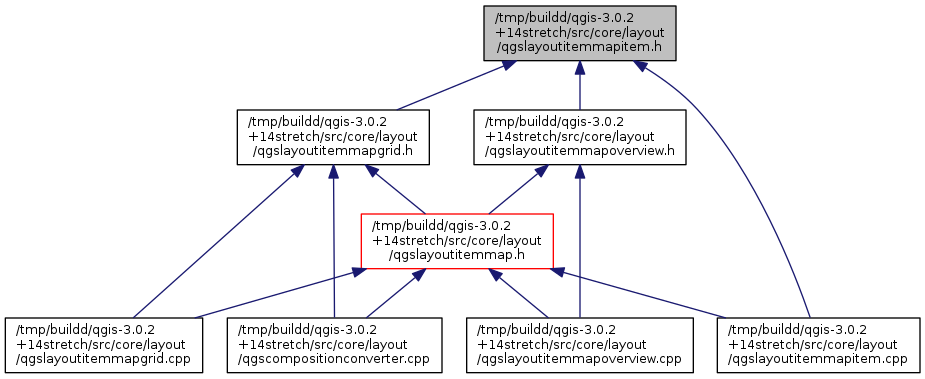 /tmp/buildd/qgis-3.0.2
+14stretch/src/core/layout
/qgslayoutitemmapitem.h
/tmp/buildd/qgis-3.0.2
+14stretch/src/core/layout
/qgslayoutitemmapgrid.h
/tmp/buildd/qgis-3.0.2
+14stretch/src/core/layout
/qgslayoutitemmapoverview.h
/tmp/buildd/qgis-3.0.2
+14stretch/src/core/layout
/qgslayoutitemmap.h
/tmp/buildd/qgis-3.0.2
+14stretch/src/core/layout
/qgslayoutitemmapgrid.cpp
/tmp/buildd/qgis-3.0.2
+14stretch/src/core/layout
/qgscompositionconverter.cpp
/tmp/buildd/qgis-3.0.2
+14stretch/src/core/layout
/qgslayoutitemmapoverview.cpp
/tmp/buildd/qgis-3.0.2
+14stretch/src/core/layout
/qgslayoutitemmapitem.cpp